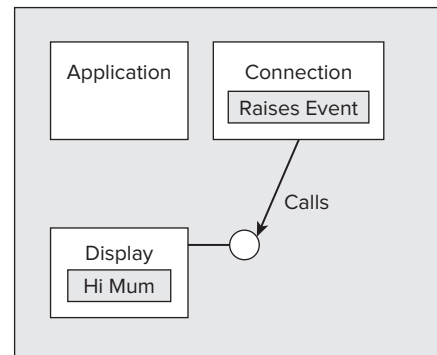 Application
Connection
Raises Event
Calls
Display
Hi Mum